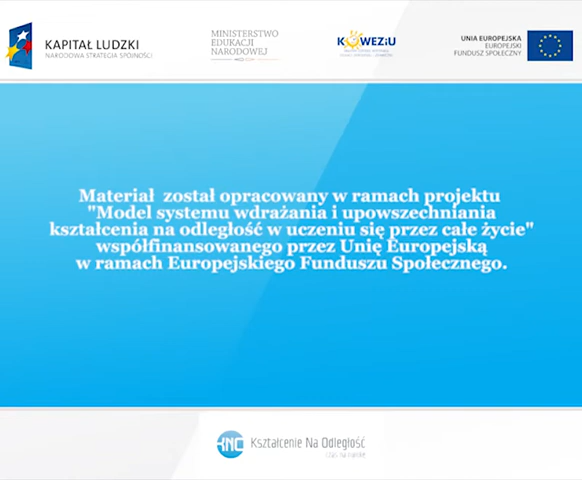 KAPITAŁ LUDZKI
NARODOWA STRATEGIA SPÓJNOŚCI
MINISTERSTWO
EDUKACJI
NARODOWEJ
KOWEZiU
UNIA EUROPEJSKA
EUROPEJSKI
FUNDUSZ SPOŁECZNY
Materiał został opracowany w ramach projektu
"Model systemu wdrażania i upowszechniania
kształcenia na odległość w uczeniu się przez całe życie"
współfinansowanego przez Unię Europejską
w ramach Europejskiego Funduszu Społecznego.
KNO
Kształcenie Na Odległość